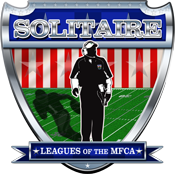 SOLITAIRE
LEAGUES OF THE MFCA